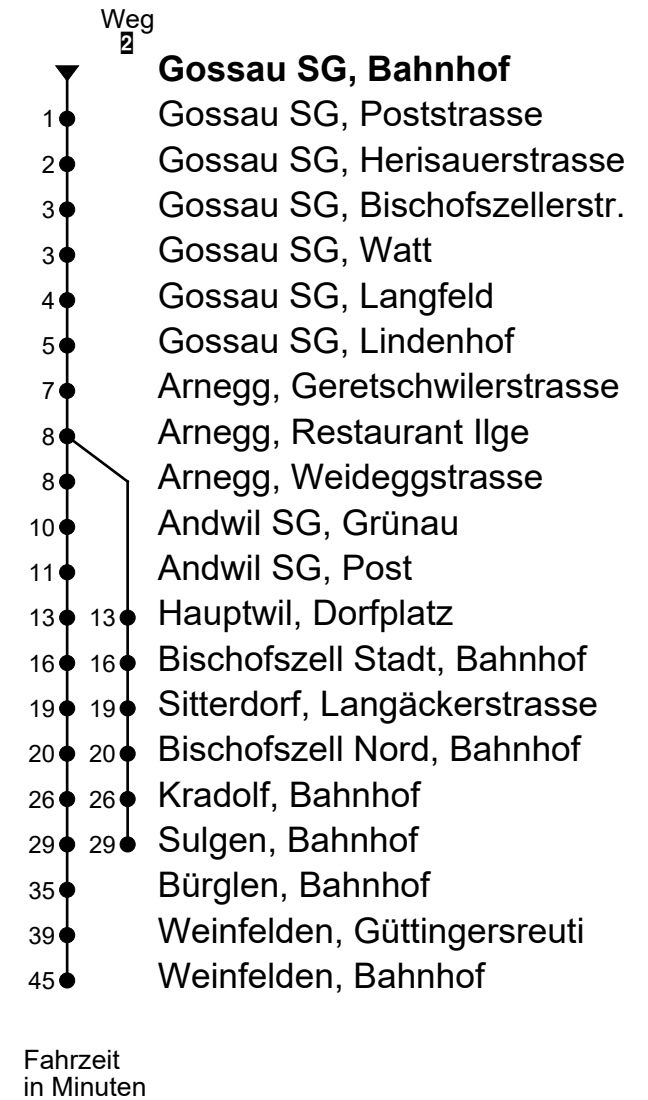 Weg
2
Gossau SG, Bahnhof
1 Gossau SG, Poststrasse
2 Gossau SG, Herisauerstrasse
3 Gossau SG, Bischofszellerstr.
3 Gossau SG, Watt
4 Gossau SG, Langfeld
5 Gossau SG, Lindenhof
7 Arnegg, Geretschwilerstrasse
8 Arnegg, Restaurant Ilge
8 Arnegg, Weideggstrasse
10 Andwil SG, Grünau
11 Andwil SG, Post
13 13 Hauptwil, Dorfplatz
16 16 Bischofszell Stadt, Bahnhof
19 19 Sitterdorf, Langäckerstrasse
20 20 Bischofszell Nord, Bahnhof
26 26 Kradolf, Bahnhof
29 29 Sulgen, Bahnhof
35 Bürglen, Bahnhof
39 Weinfelden, Güttingersreuti
45 Weinfelden, Bahnhof
Fahrzeit
in Minuten